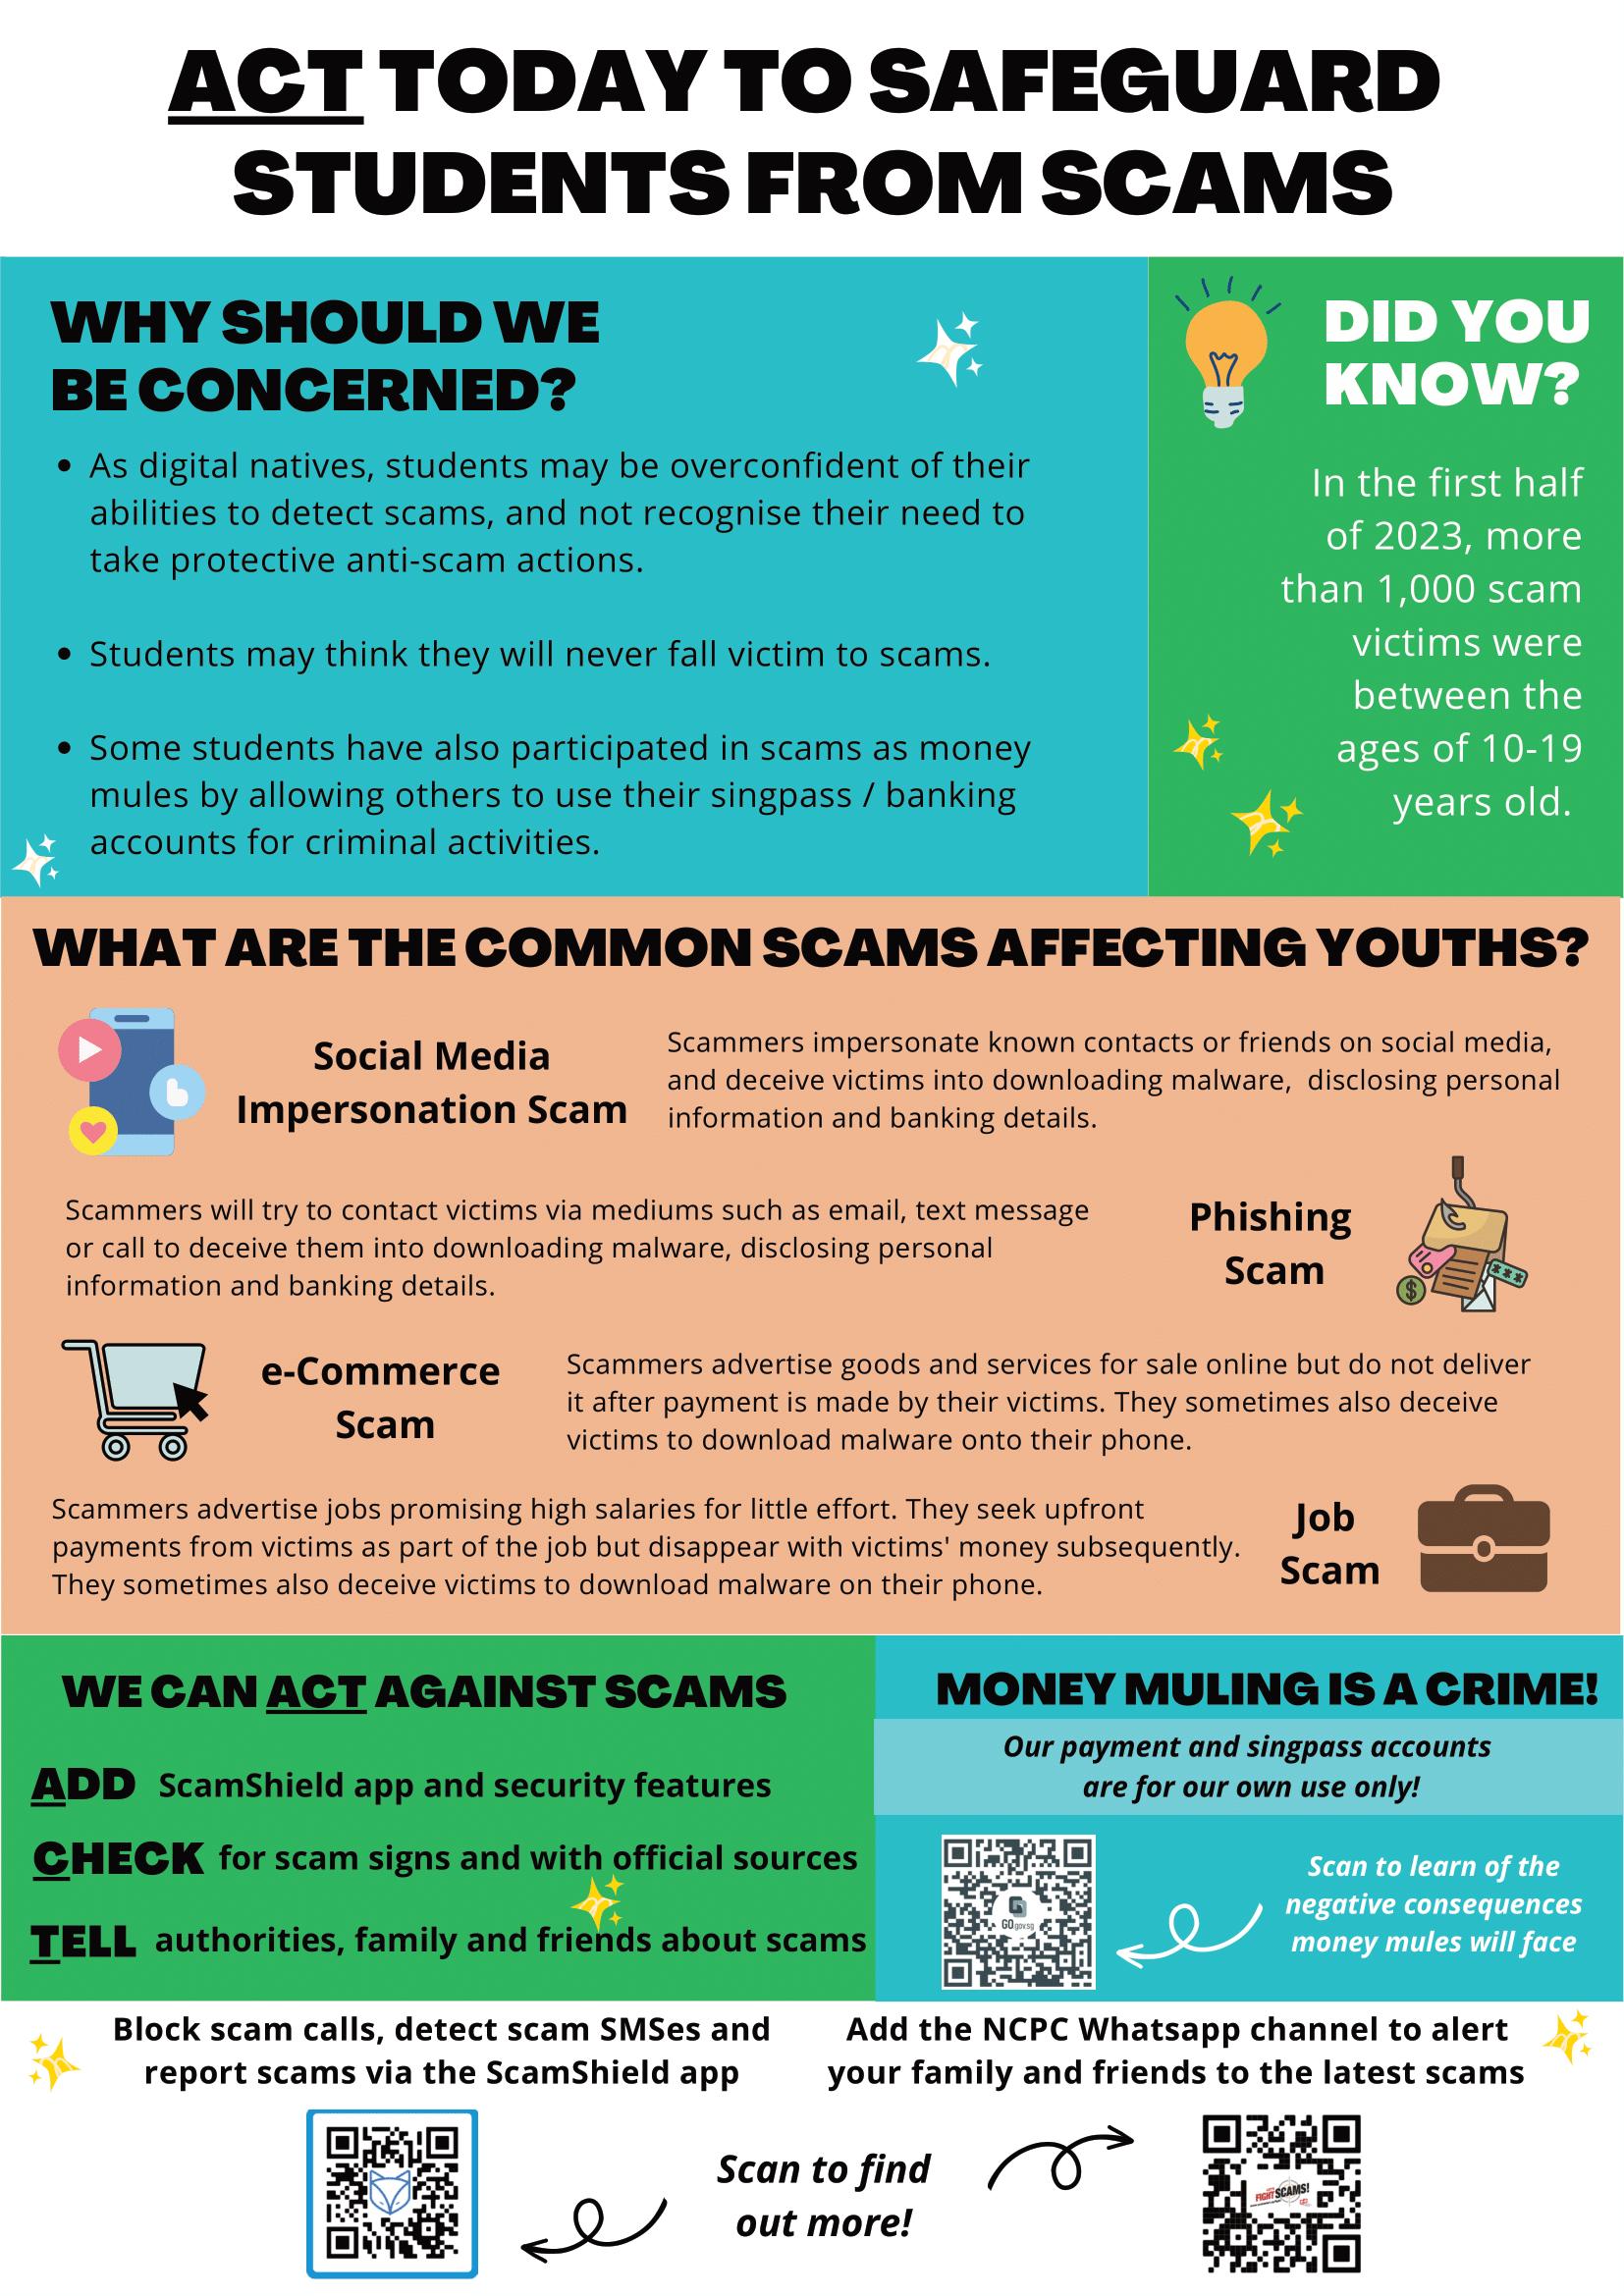 ACT TODAY TO SAFEGUARD
STUDENTS FROM SCAMS
WHY SHOULD WE
BE CONCERNED?
• As digital natives, students may be overconfident of their
abilities to detect scams, and not recognise their need to
take protective anti-scam actions.
• Students may think they will never fall victim to scams.
• Some students have also participated in scams as money
mules by allowing others to use their singpass / banking
accounts for criminal activities.
DID YOU
KNOW?
In the first half
of 2023, more
than 1,000 scam
victims were
between the
ages of 10-19
years old.
WHAT ARE THE COMMON SCAMS AFFECTING YOUTHS?
Social Media
Impersonation Scam
Scammers impersonate known contacts or friends on social media,
and deceive victims into downloading malware, disclosing personal
information and banking details.
Scammers will try to contact victims via mediums such as email, text message
or call to deceive them into downloading malware, disclosing personal
information and banking details.
Phishing
Scam
e-Commerce
Scam
Scammers advertise goods and services for sale online but do not deliver
it after payment is made by their victims. They sometimes also deceive
victims to download malware onto their phone.
Scammers advertise jobs promising high salaries for little effort. They seek upfront
payments from victims as part of the job but disappear with victims' money subsequently.
They sometimes also deceive victims to download malware on their phone.
Job
Scam
WE CAN ACT AGAINST SCAMS
ADD ScamShield app and security features
CHECK for scam signs and with official sources
TELL authorities, family and friends about scams
MONEY MULING IS A CRIME!
Our payment and singpass accounts
are for our own use only!
GO.gov.sg
Scan to learn of the
negative consequences
money mules will face
Block scam calls, detect scam SMSes and
report scams via the ScamShield app
Add the NCPC Whatsapp channel to alert
your family and friends to the latest scams
Scan to find
out more!
FIGHT SCAMS!